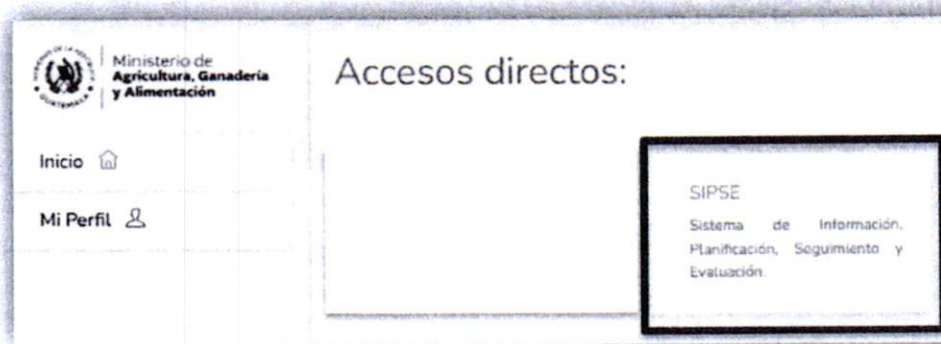 Ministerio de
Agricultura, Ganadería
y Alimentación
Inicio
Mi Perfil
Accesos directos:
SIPSE
Sistema de Información,
Planificación, Seguimiento y
Evaluación.